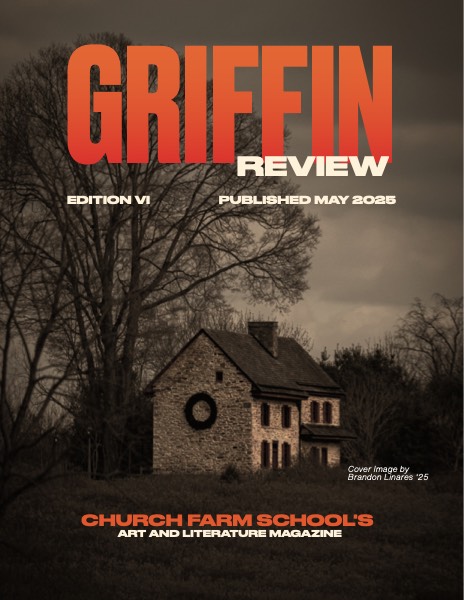 GRIFFIN
REVIEW
EDITION VI PUBLISHED MAY 2025
Cover Image by
Brandon Linares '25
CHURCH FARM SCHOOL'S
ART AND LITERATURE MAGAZINE